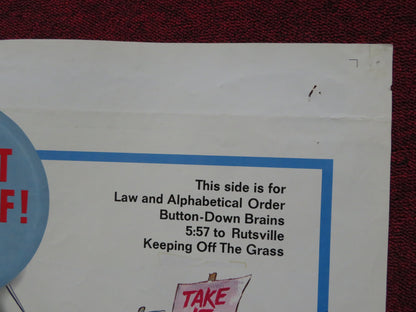 T
F!
This side is for
Law and Alphabetical Order
Button-Down Brains
5:57 to Rutsville
Keeping Off The Grass
TAKE
IT